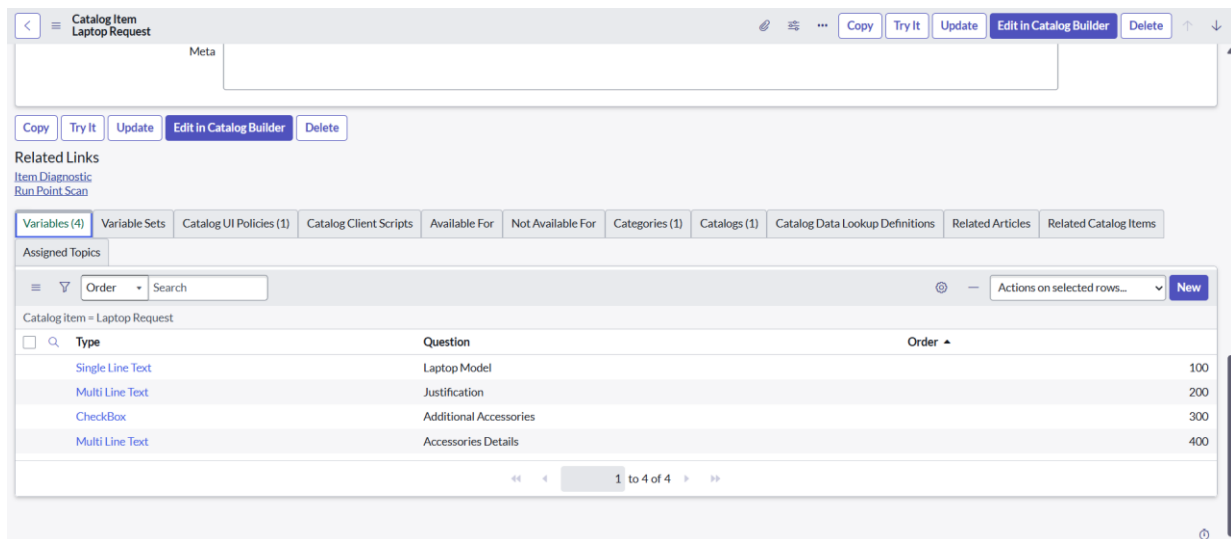 Catalog Item
Laptop Request
Copy Try It Update Edit in Catalog Builder Delete
Meta
Copy Try It Update Edit in Catalog Builder Delete
Related Links
Item Diagnostic
Run Point Scan
Variables (4) Variable Sets Catalog UI Policies (1) Catalog Client Scripts Available For Not Available For Categories (1) Catalogs (1) Catalog Data Lookup Definitions Related Articles Related Catalog Items
Assigned Topics
Order Search Actions on selected rows... New
Catalog item = Laptop Request
Type Question Order
Single Line Text Laptop Model 100
Multi Line Text Justification 200
CheckBox Additional Accessories 300
Multi Line Text Accessories Details 400
1 to 4 of 4